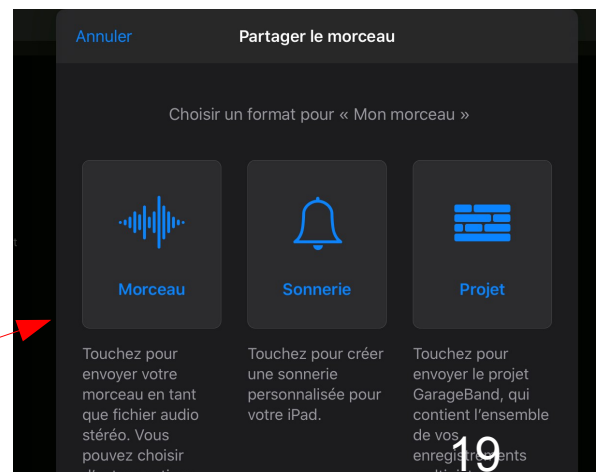 Annuler
Partager le morceau
Choisir un format pour « Mon morceau »
Morceau
Sonnerie
Projet
Touchez pour
envoyer votre
morceau en tant
que fichier audio
stéréo. Vous
pouvez choisir
Touchez pour créer
une sonnerie
personnalisée pour
votre iPad.
Touchez pour
envoyer le projet
GarageBand, qui
contient l’ensemble
de vos
enregistrements
19